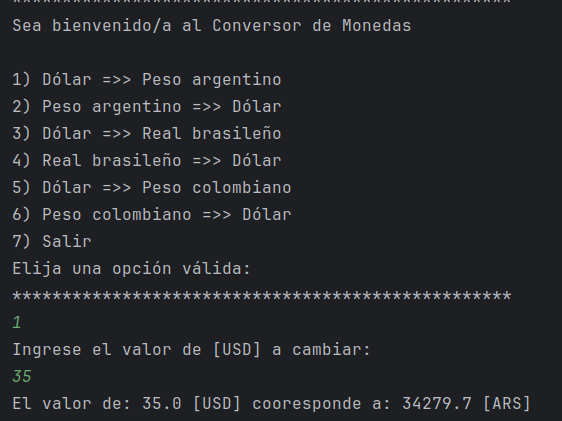 **************************************************
Sea bienvenido/a al Conversor de Monedas
1) Dólar =>> Peso argentino
2) Peso argentino =>> Dólar
3) Dólar =>> Real brasileño
4) Real brasileño =>> Dólar
5) Dólar =>> Peso colombiano
6) Peso colombiano =>> Dólar
7) Salir
Elija una opción válida:
**************************************************
1
Ingrese el valor de [USD] a cambiar:
35
El valor de: 35.0 [USD] cooresponde a: 34279.7 [ARS]